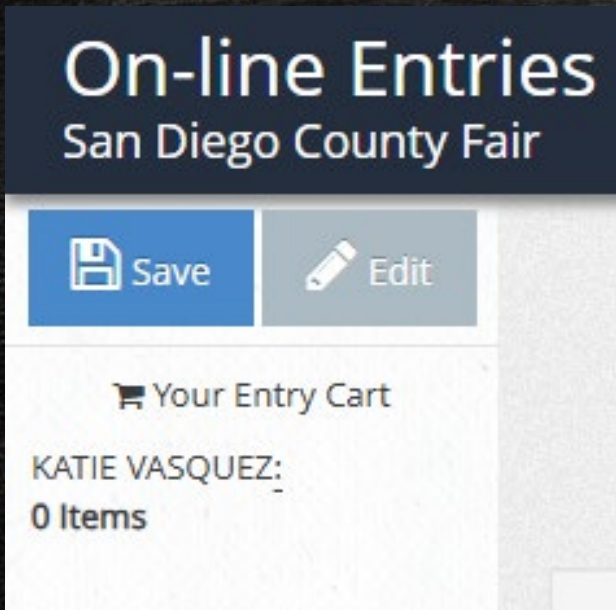 On-line Entries
San Diego County Fair
Save Edit
Your Entry Cart
KATIE VASQUEZ:
0 Items